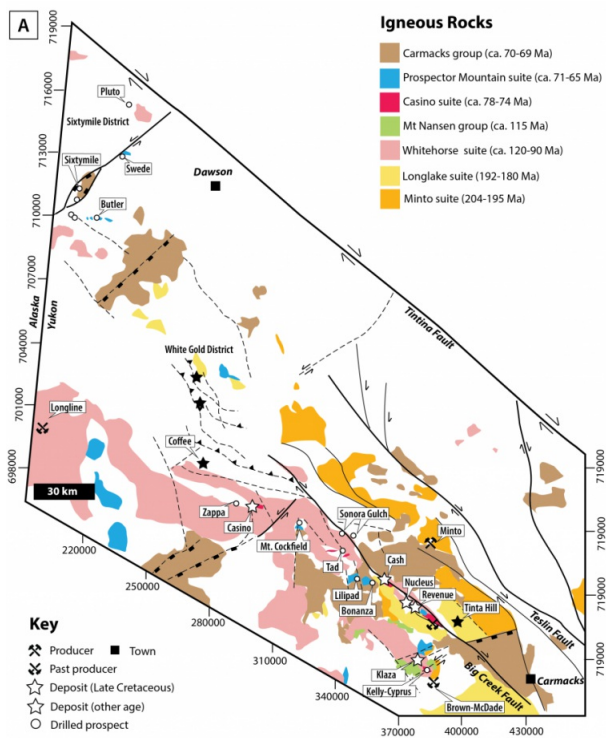 A
Igneous Rocks
Carmacks group (ca. 70-69 Ma)
Prospector Mountain suite (ca. 71-65 Ma)
Casino suite (ca. 78-74 Ma)
Mt Nansen group (ca. 115 Ma)
Whitehorse suite (ca. 120-90 Ma)
Longlake suite (192-180 Ma)
Minto suite (204-195 Ma)
719000
716000
713000
710000
707000
704000
701000
698000
Pluto
Sixtymile District
Sixtymile
Swede
Dawson
Butler
Alaska
Yukon
Tintina Fault
White Gold District
Longline
Coffee
30 km
Zappa
Casino
Sonora Gulch
Mt. Cockfield
Minto
Tad
Cash
Lilipad
Nucleus
Bonanza
Revenue
Tinta Hill
Teslin Fault
Klaza
Big Creek Fault
Kelly-Cyprus
Carmacks
Brown-McDade
719000
719000
719000
220000
250000
280000
310000
340000
370000
400000
430000
Key
Producer
Town
Past producer
Deposit (Late Cretaceous)
Deposit (other age)
Drilled prospect